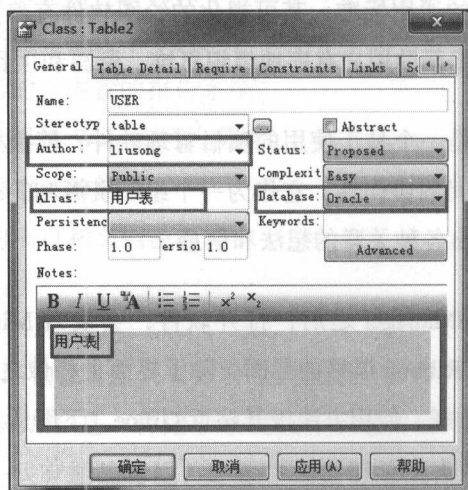 Class : Table2
General Table Detail Require Constraints Links
Name: USER
Stereotyp table Abstract
Author: liusong Status: Proposed
Scope: Public Complexit Easy
Alias: 用户表 Database: Oracle
Persistenc Keywords:
Phase: 1.0 ersion 1.0 Advanced
Notes:
B I U A x² x₂
用户表
确定 取消 应用(A) 帮助